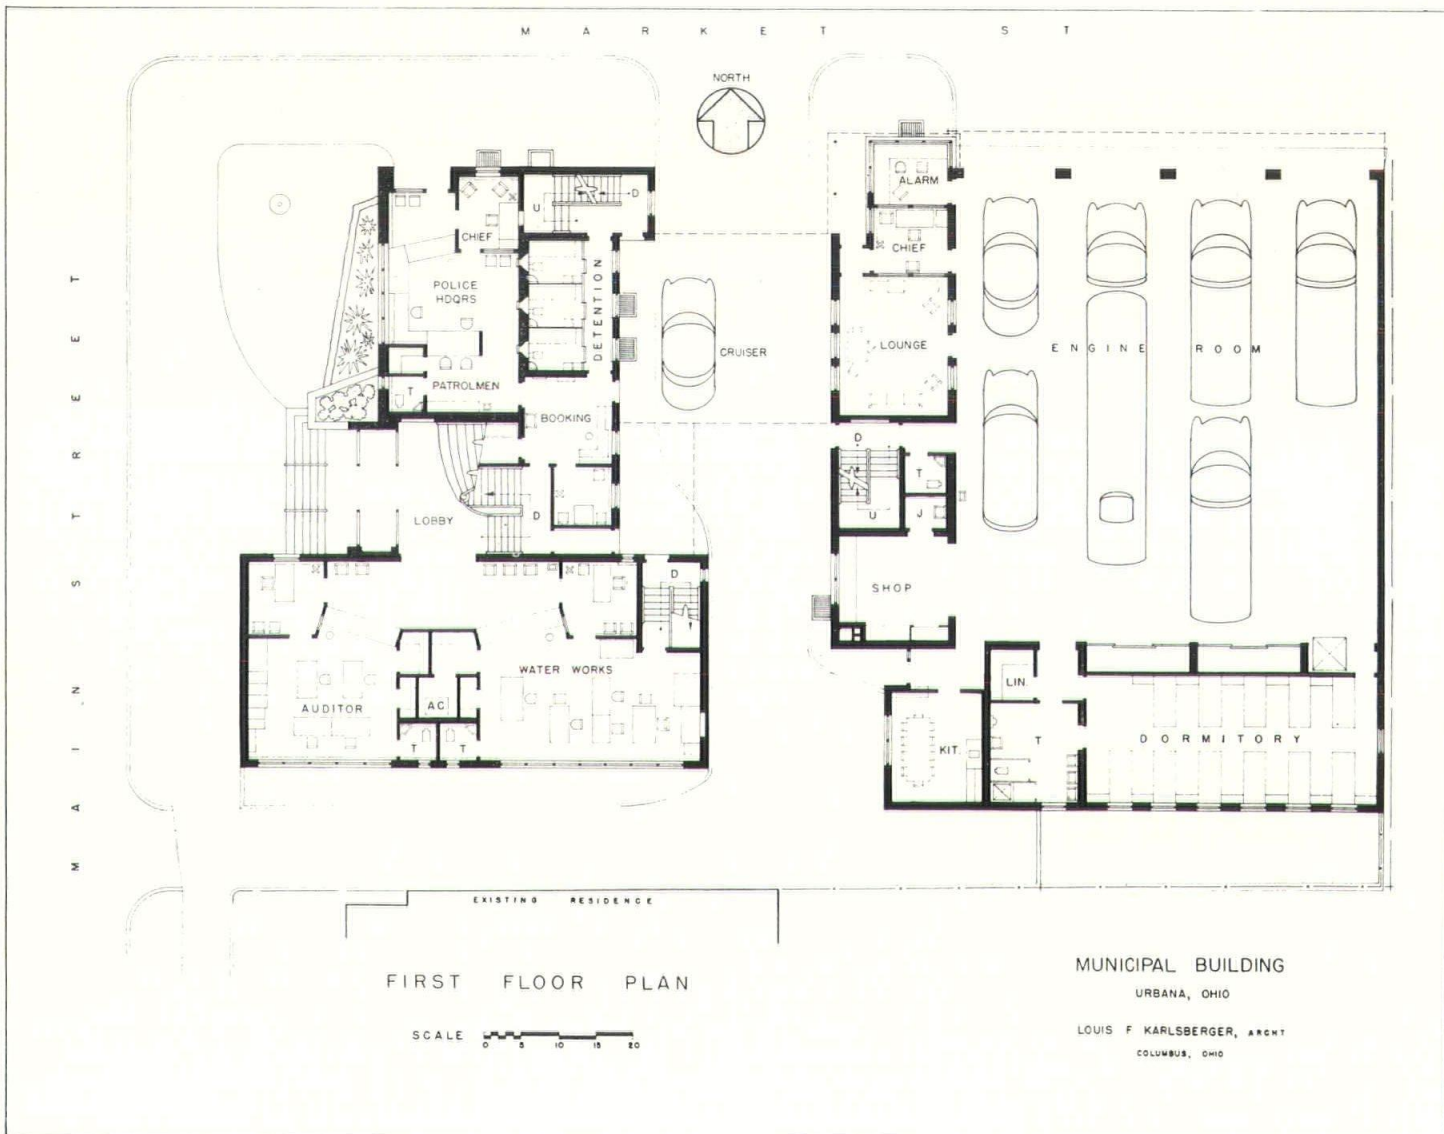 MARKET ST
NORTH
MAIN STREET
ALARM
CHIEF
U
D
CHIEF
POLICE
HDQRS
DETENTION
LOUNGE
ENGINE ROOM
CRUISER
T
PATROLMEN
BOOKING
D
T
LOBBY
D
U
J
D
SHOP
WATER WORKS
LIN.
AUDITOR
AC
T
T
KIT.
T
DORMITORY
EXISTING RESIDENCE
FIRST FLOOR PLAN
SCALE
0 5 10 15 20
MUNICIPAL BUILDING
URBANA, OHIO
LOUIS F KARLSBERGER, ARCHT
COLUMBUS, OHIO